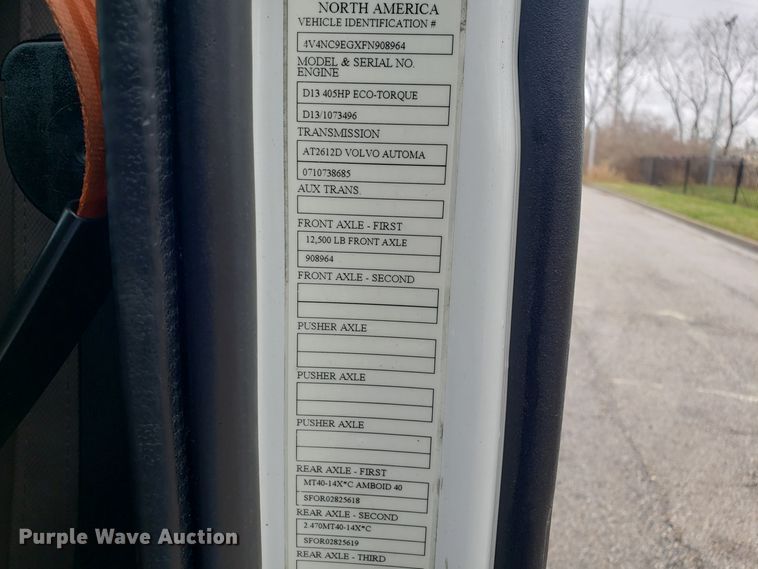 NORTH AMERICA
VEHICLE IDENTIFICATION #
4V4NC9EGXFN908964
MODEL & SERIAL NO.
ENGINE
D13 405HP ECO-TORQUE
D13/1073496
TRANSMISSION
AT2612D VOLVO AUTOMA
0710738685
AUX TRANS.
FRONT AXLE - FIRST
12,500 LB FRONT AXLE
908964
FRONT AXLE - SECOND
PUSHER AXLE
PUSHER AXLE
PUSHER AXLE
REAR AXLE - FIRST
MT40-14X*C AMBOID 40
SFOR02825618
REAR AXLE - SECOND
2.470MT40-14X*C
SFOR02825619
REAR AXLE - THIRD
Purple Wave Auction